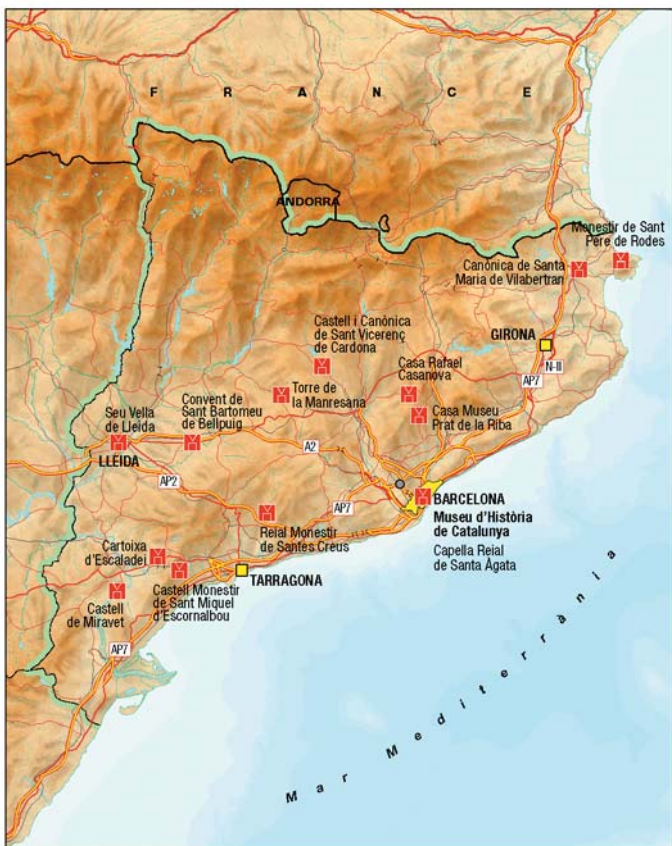 F R A N C E
ANDORRA
Monestir de Sant
Pere de Rodes
Canònica de Santa
Maria de Vilabertran
Castell i Canònica
de Sant Vicerenç
de Cardona
GIRONA
N-II
AP7
Casa Rafael
Casanova
Torre de
la Manresana
Casa Museu
Prat de la Riba
Convent de
Sant Bartomeu
de Bellpuig
Seu Vella
de Lleida
LLEIDA
A2
AP2
AP7
BARCELONA
Museu d'Història
de Catalunya
Capella Reial
de Santa Àgata
Reial Monestir
de Santes Creus
Cartoixa
d'Escaladei
TARRAGONA
Castell Monestir
de Sant Miquel
d'Escornalbou
Castell
de Miravet
AP7
Mar Mediterrània